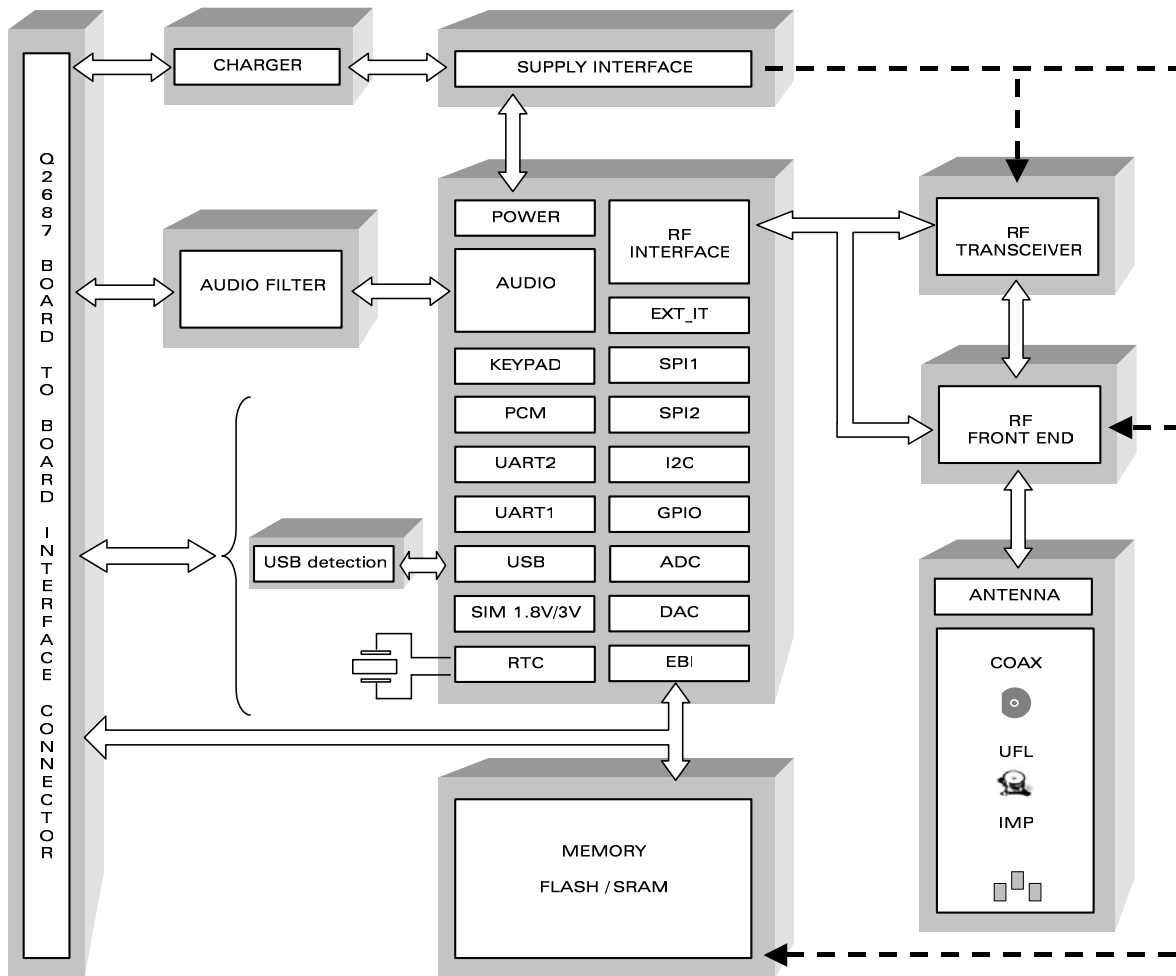 Q2687 BOARD TO BOARD INTERFACE CONNECTOR
CHARGER
SUPPLY INTERFACE
AUDIO FILTER
POWER
AUDIO
KEYPAD
PCM
UART2
UART1
USB
SIM 1.8V/3V
RTC
RF
INTERFACE
EXT_IT
SPI1
SPI2
I2C
GPIO
ADC
DAC
EBI
USB detection
RF
TRANSCEIVER
RF
FRONT END
ANTENNA
COAX
UFL
IMP
MEMORY
FLASH / SRAM